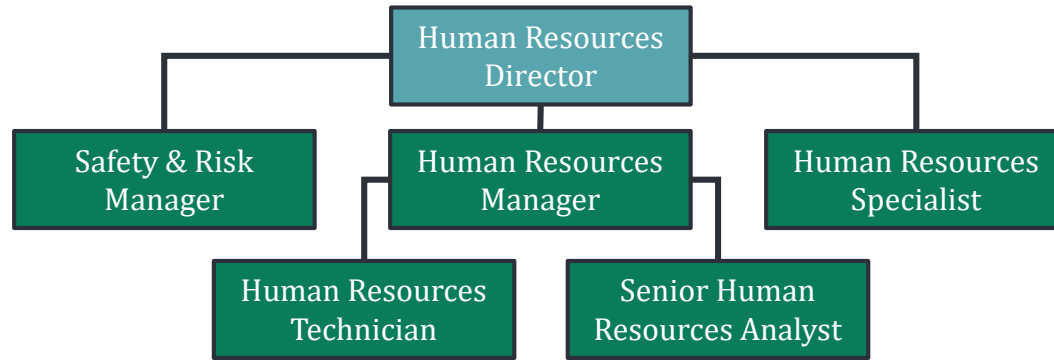 Human Resources
Director
Safety & Risk
Manager
Human Resources
Manager
Human Resources
Specialist
Human Resources
Technician
Senior Human
Resources Analyst